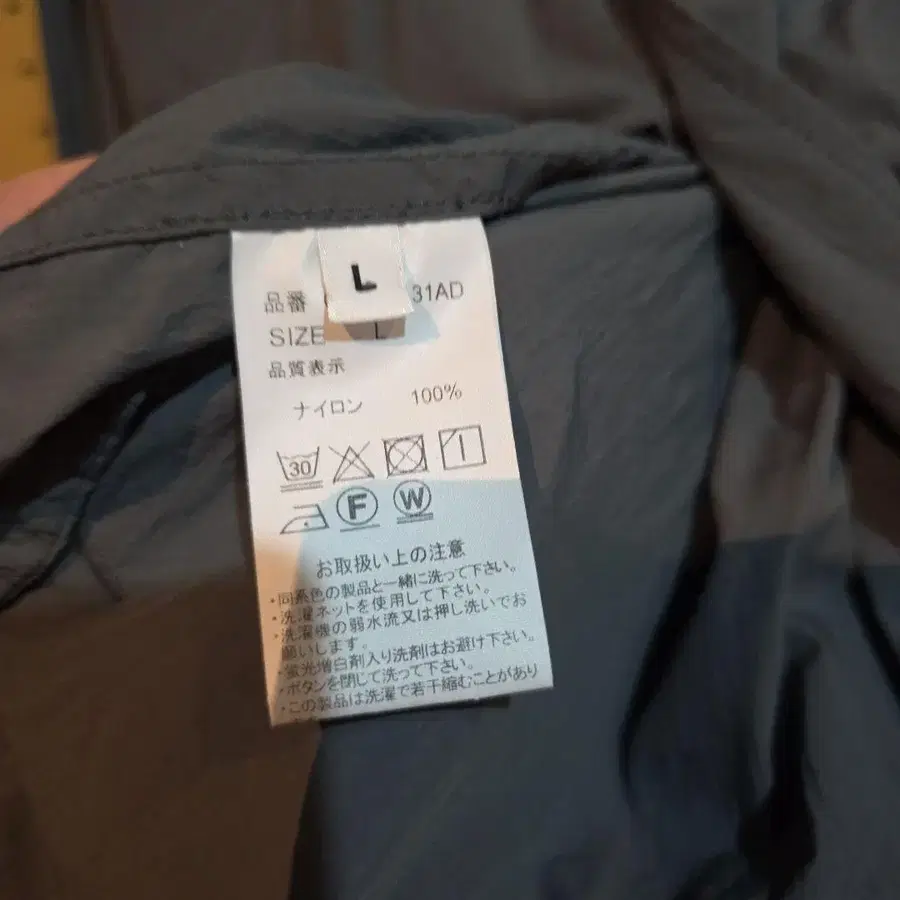 L
品番 31AD
SIZE L
品質表示
ナイロン 100%
30
F W
お取扱い上の注意
・同系色の製品と一緒に洗って下さい。
・洗濯ネットを使用して下さい。
・洗濯機の弱水流又は押し洗いでお
願いします。
・蛍光増白剤入り洗剤はお避け下さい。
・ボタンを閉じて洗って下さい。
・この製品は洗濯で若干縮むことがあり